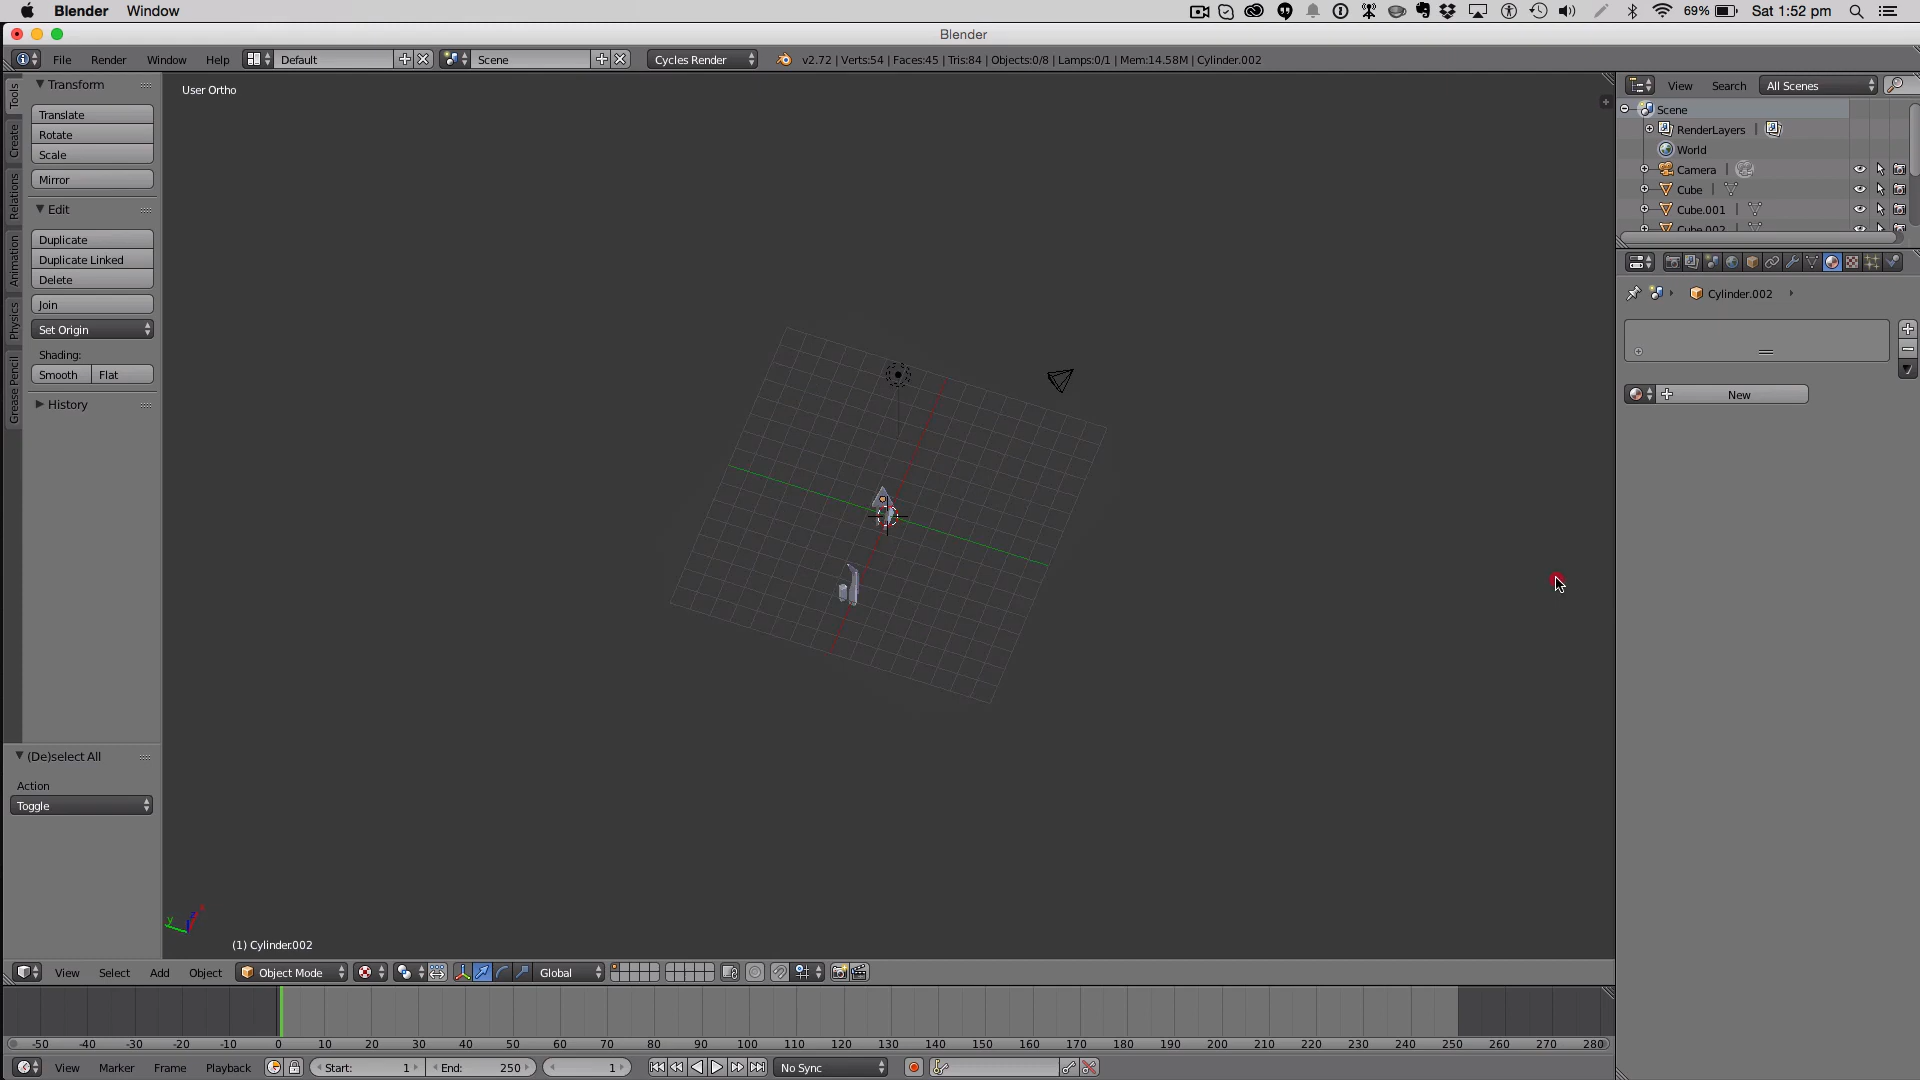 Blender Window 69% Sat 1:52 pm
Blender
File Render Window Help Default Scene Cycles Render v2.72 | Verts:54 | Faces:45 | Tris:84 | Objects:0/8 | Lamps:0/1 | Mem:14.58M | Cylinder.002
Tools
Create
Relations
Animation
Physics
Grease Pencil
Transform
Translate
Rotate
Scale
Mirror
Edit
Duplicate
Duplicate Linked
Delete
Join
Set Origin
Shading:
Smooth Flat
History
(De)select All
Action
Toggle
User Ortho
y
(1) Cylinder.002
View Search All Scenes
Scene
RenderLayers
World
Camera
Cube
Cube.001
Cube.002
Cylinder.002
New
View Select Add Object Object Mode Global
-50 -40 -30 -20 -10 0 10 20 30 40 50 60 70 80 90 100 110 120 130 140 150 160 170 180 190 200 210 220 230 240 250 260 270 280
View Marker Frame Playback Start: 1 End: 250 1 No Sync